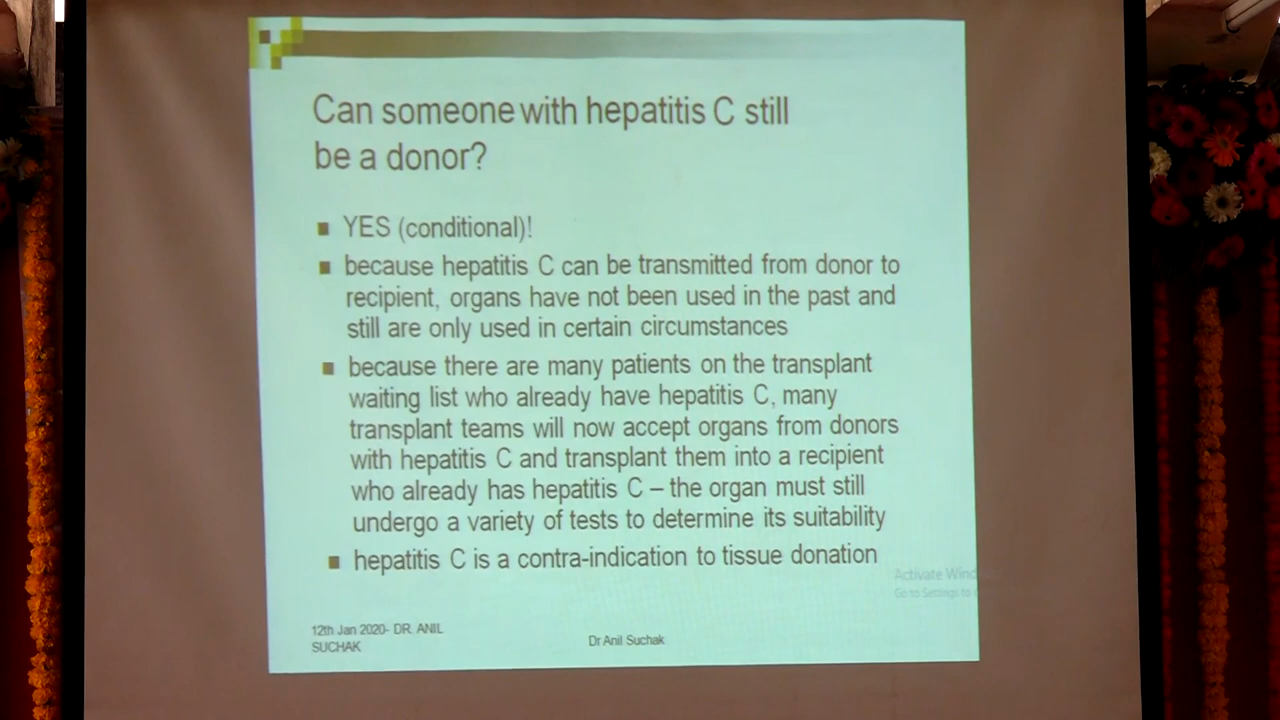 Can someone with hepatitis C still
be a donor?
YES (conditional)!
because hepatitis C can be transmitted from donor to
recipient, organs have not been used in the past and
still are only used in certain circumstances
because there are many patients on the transplant
waiting list who already have hepatitis C, many
transplant teams will now accept organs from donors
with hepatitis C and transplant them into a recipient
who already has hepatitis C – the organ must still
undergo a variety of tests to determine its suitability
hepatitis C is a contra-indication to tissue donation
Activate Wind
Go to Settings to
12th Jan 2020- DR. ANIL
SUCHAK
Dr Anil Suchak